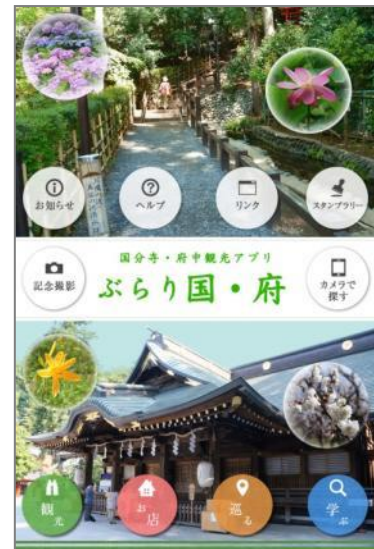 お知らせ
ヘルプ
リンク
スタンプラリー
国分寺・府中観光アプリ
ぶらり国・府
記念撮影
カメラで
探す
観光
お店
巡る
学ぶ